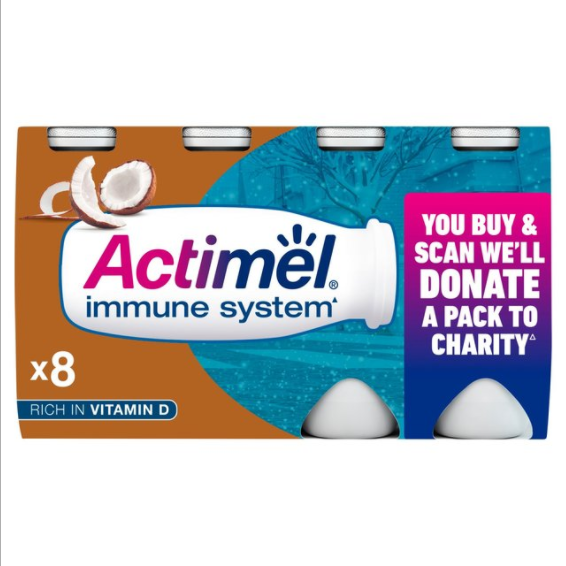 Actimel®
immune system▲
x8
RICH IN VITAMIN D
YOU BUY &
SCAN WE'LL
DONATE
A PACK TO
CHARITY△